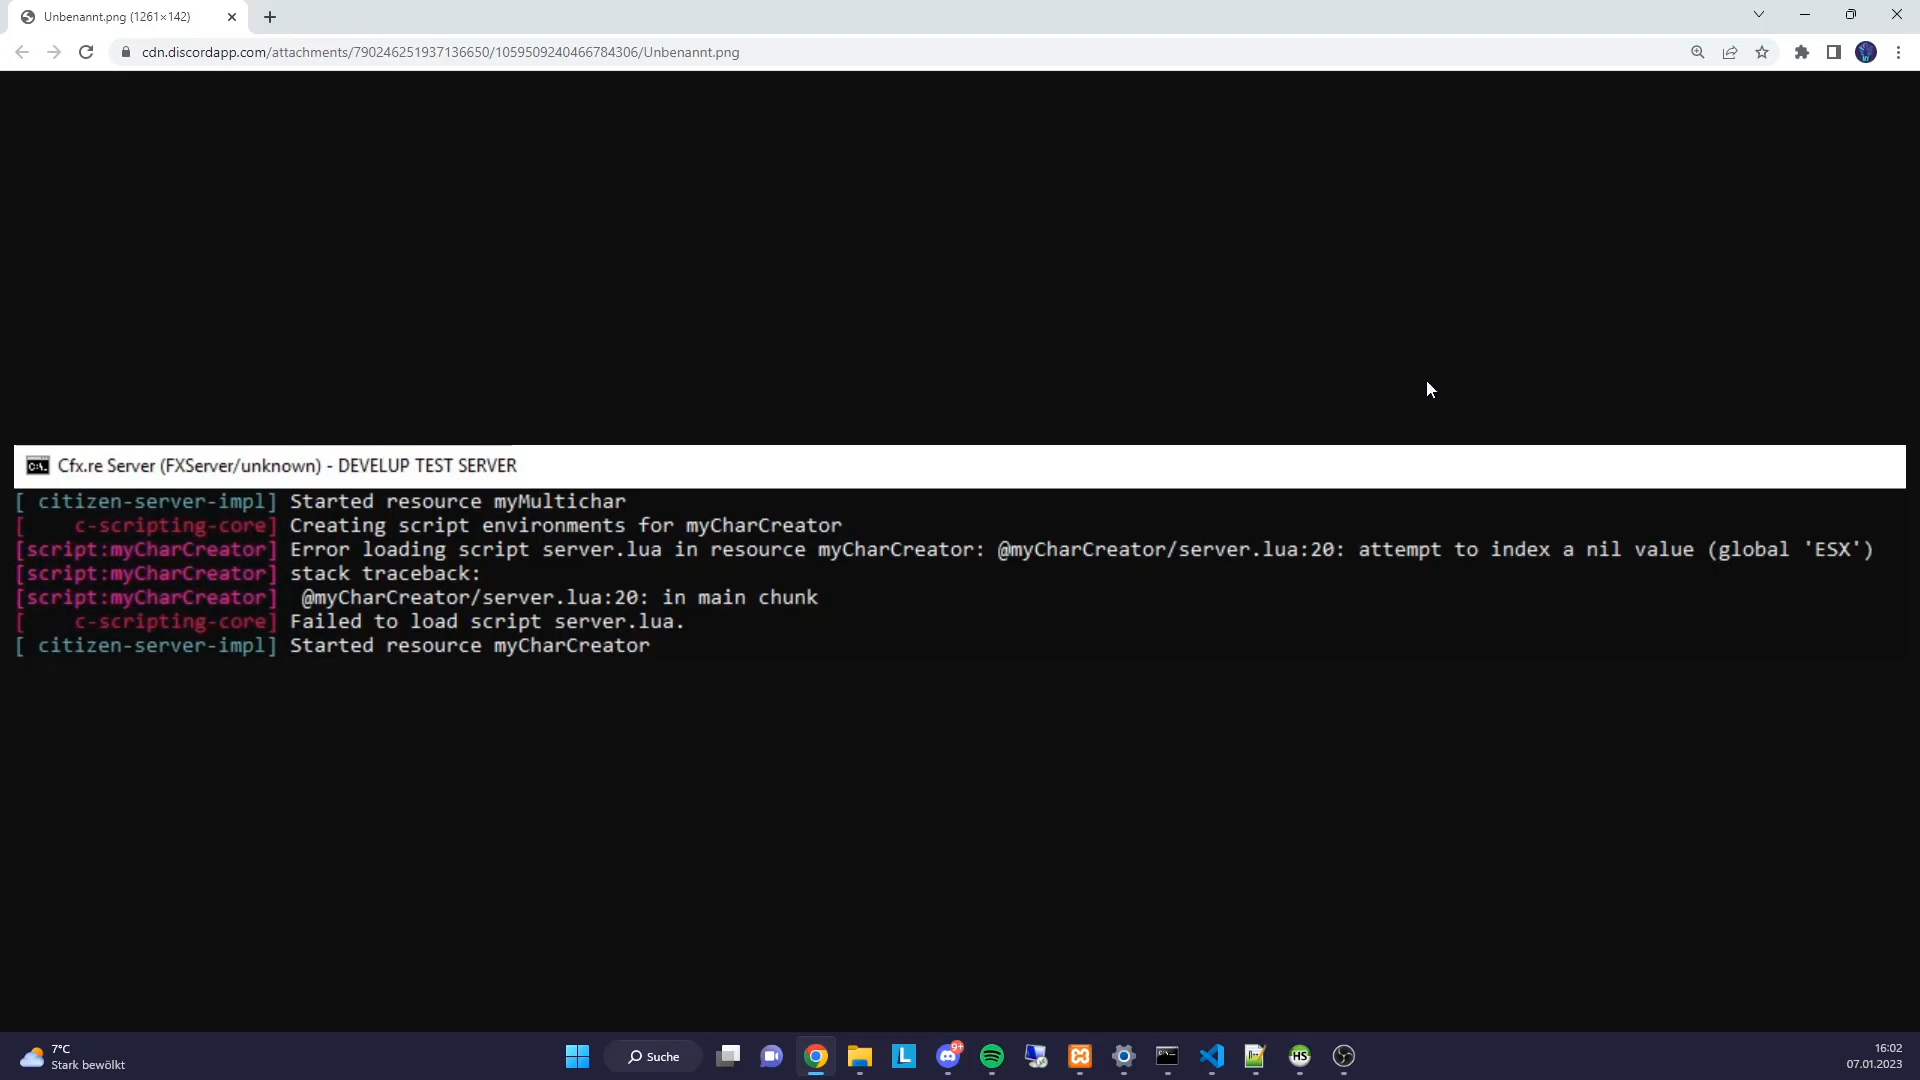 Unbenannt.png (1261×142)
cdn.discordapp.com/attachments/790246251937136650/1059509240466784306/Unbenannt.png
Cfx.re Server (FXServer/unknown) - DEVELUP TEST SERVER
[ citizen-server-impl] Started resource myMultichar
[    c-scripting-core] Creating script environments for myCharCreator
[script:myCharCreator] Error loading script server.lua in resource myCharCreator: @myCharCreator/server.lua:20: attempt to index a nil value (global 'ESX')
[script:myCharCreator] stack traceback:
[script:myCharCreator]  @myCharCreator/server.lua:20: in main chunk
[    c-scripting-core] Failed to load script server.lua.
[ citizen-server-impl] Started resource myCharCreator
7°C
Stark bewölkt
Suche
L
9+
HS
16:02
07.01.2023